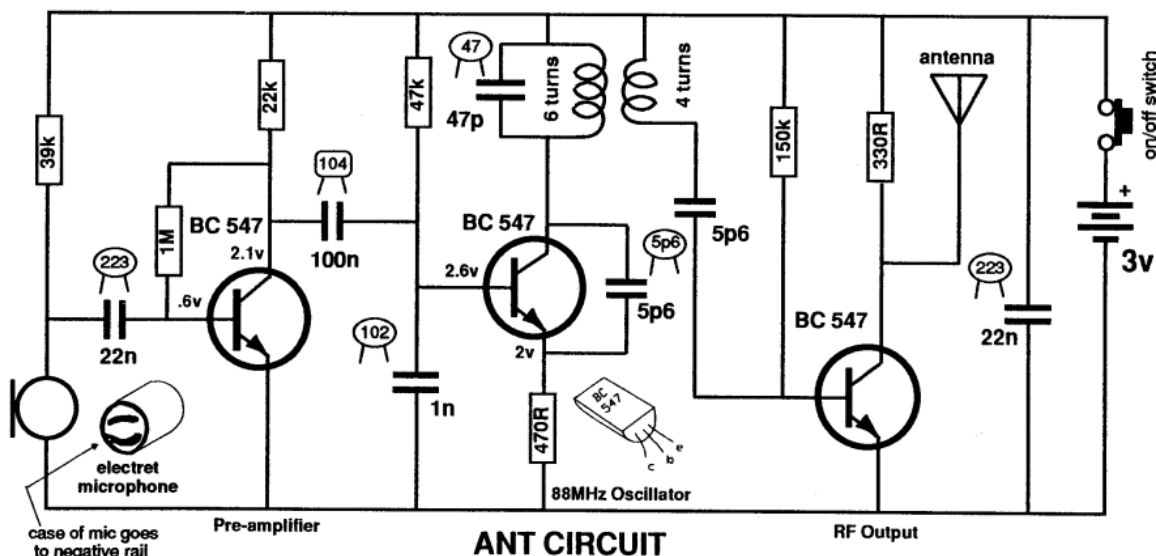 39k
223
22n
electret
microphone
case of mic goes
to negative rail
1M
22k
BC 547
2.1v
.6v
Pre-amplifier
104
100n
47k
102
1n
47
47p
6 turns
4 turns
BC 547
2.6v
2v
5p6
5p6
5p6
470R
BC
547
c
b
e
88MHz Oscillator
150k
330R
BC 547
antenna
223
22n
RF Output
on/off switch
+
3v
ANT CIRCUIT